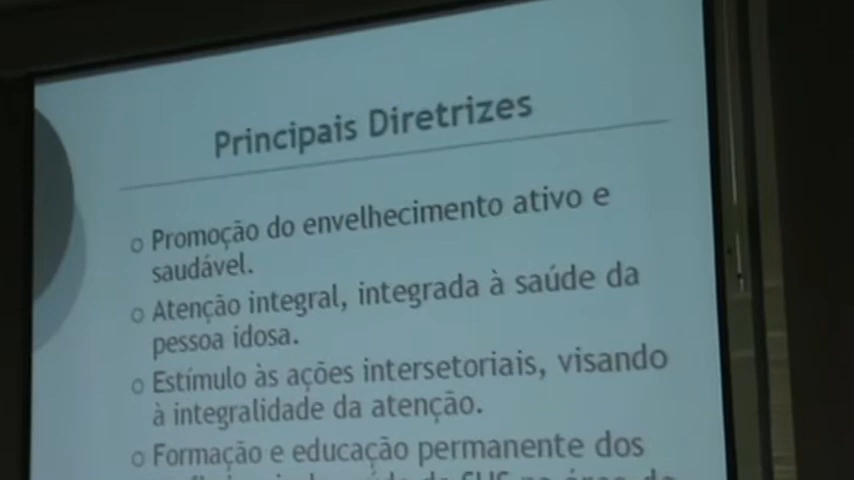 Principais Diretrizes
Promoção do envelhecimento ativo e
saudável.
Atenção integral, integrada à saúde da
pessoa idosa.
Estímulo às ações intersetoriais, visando
à integralidade da atenção.
Formação e educação permanente dos